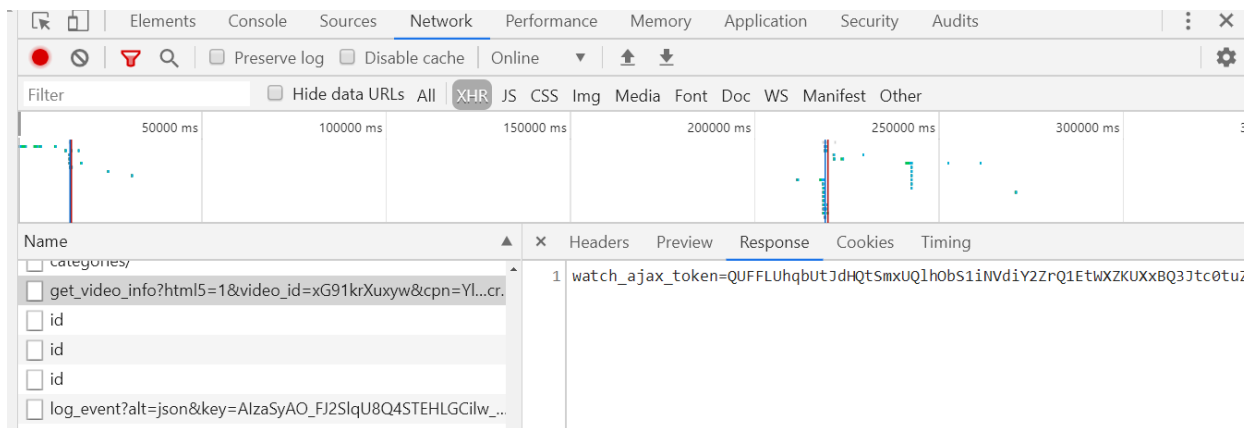 Elements Console Sources Network Performance Memory Application Security Audits
Preserve log Disable cache Online
Filter Hide data URLs All XHR JS CSS Img Media Font Doc WS Manifest Other
50000 ms 100000 ms 150000 ms 200000 ms 250000 ms 300000 ms 3
Name Headers Preview Response Cookies Timing
categories/
get_video_info?html5=1&video_id=xG91krXuxyw&cpn=Yl...cr.
1 watch_ajax_token=
id
id
id
log_event?alt=json&key=AIzaSyAO_FJ2SlqU8Q4STEHLGCilw_...